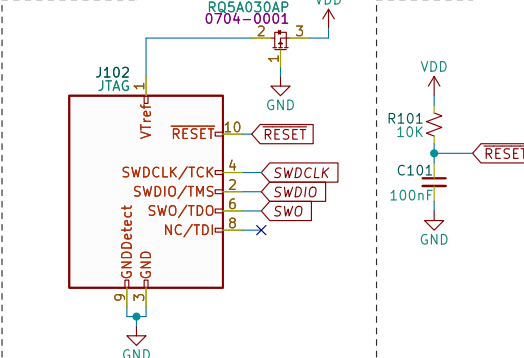 RQ5A030AP
VDD
0704-0001
2
3
1
GND
J102
JTAG
1
VTref
RESET
10
RESET
SWDCLK/TCK
4
SWDCLK
SWDIO/TMS
2
SWDIO
SWO/TDO
6
SWO
NC/TDI
8
GNDDetect
GND
9
3
GND
VDD
R101
10K
RESET
C101
100nF
GND